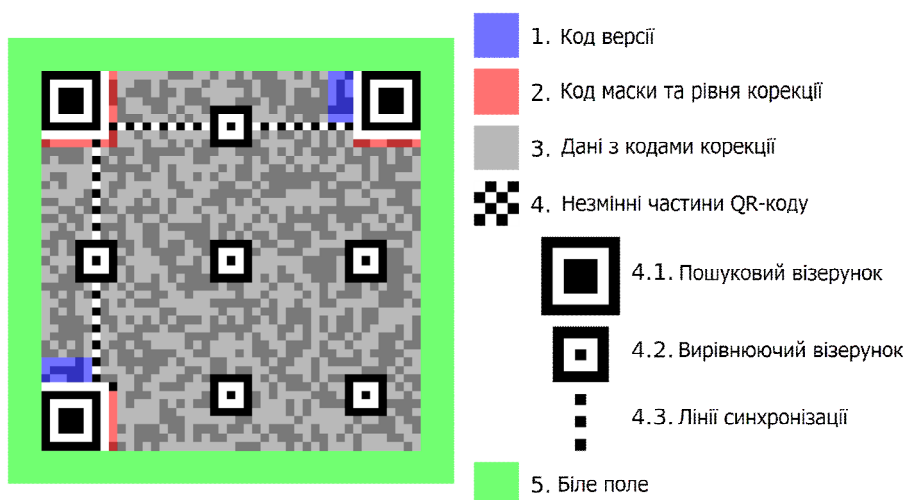 1. Код версії
2. Код маски та рівня корекції
3. Дані з кодами корекції
4. Незмінні частини QR-коду
4.1. Пошуковий візерунок
4.2. Вирівнюючий візерунок
4.3. Лінії синхронізації
5. Біле поле